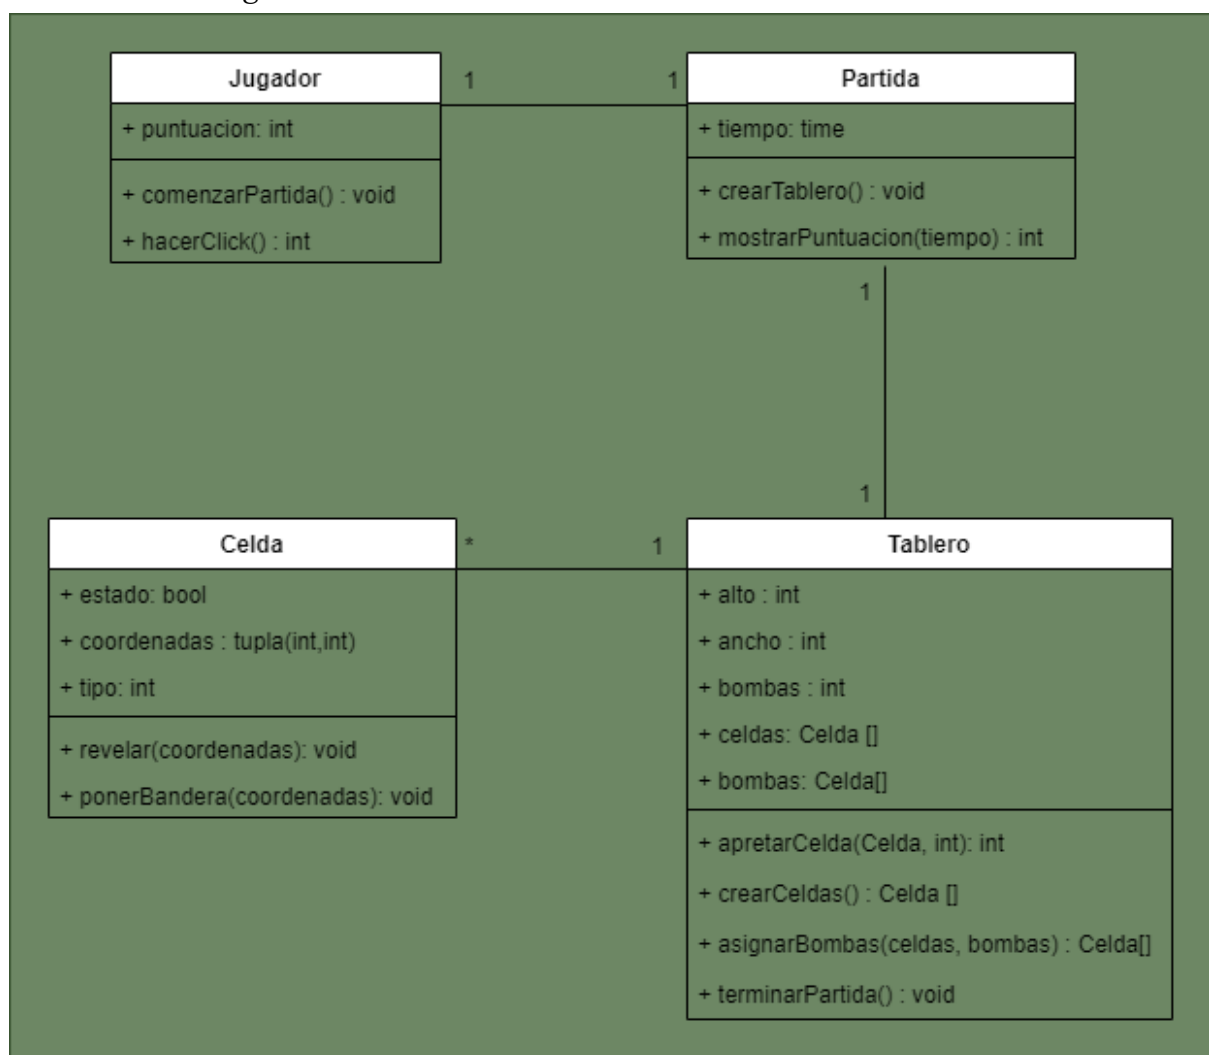 Jugador
1
1
+ puntuacion: int
+ comenzarPartida() : void
+ hacerClick() : int
Partida
+ tiempo: time
+ crearTablero() : void
+ mostrarPuntuacion(tiempo) : int
1
1
Celda
*
1
+ estado: bool
+ coordenadas : tupla(int,int)
+ tipo: int
+ revelar(coordenadas): void
+ ponerBandera(coordenadas): void
Tablero
+ alto : int
+ ancho : int
+ bombas : int
+ celdas: Celda []
+ bombas: Celda[]
+ apretarCelda(Celda, int): int
+ crearCeldas() : Celda []
+ asignarBombas(celdas, bombas) : Celda[]
+ terminarPartida() : void